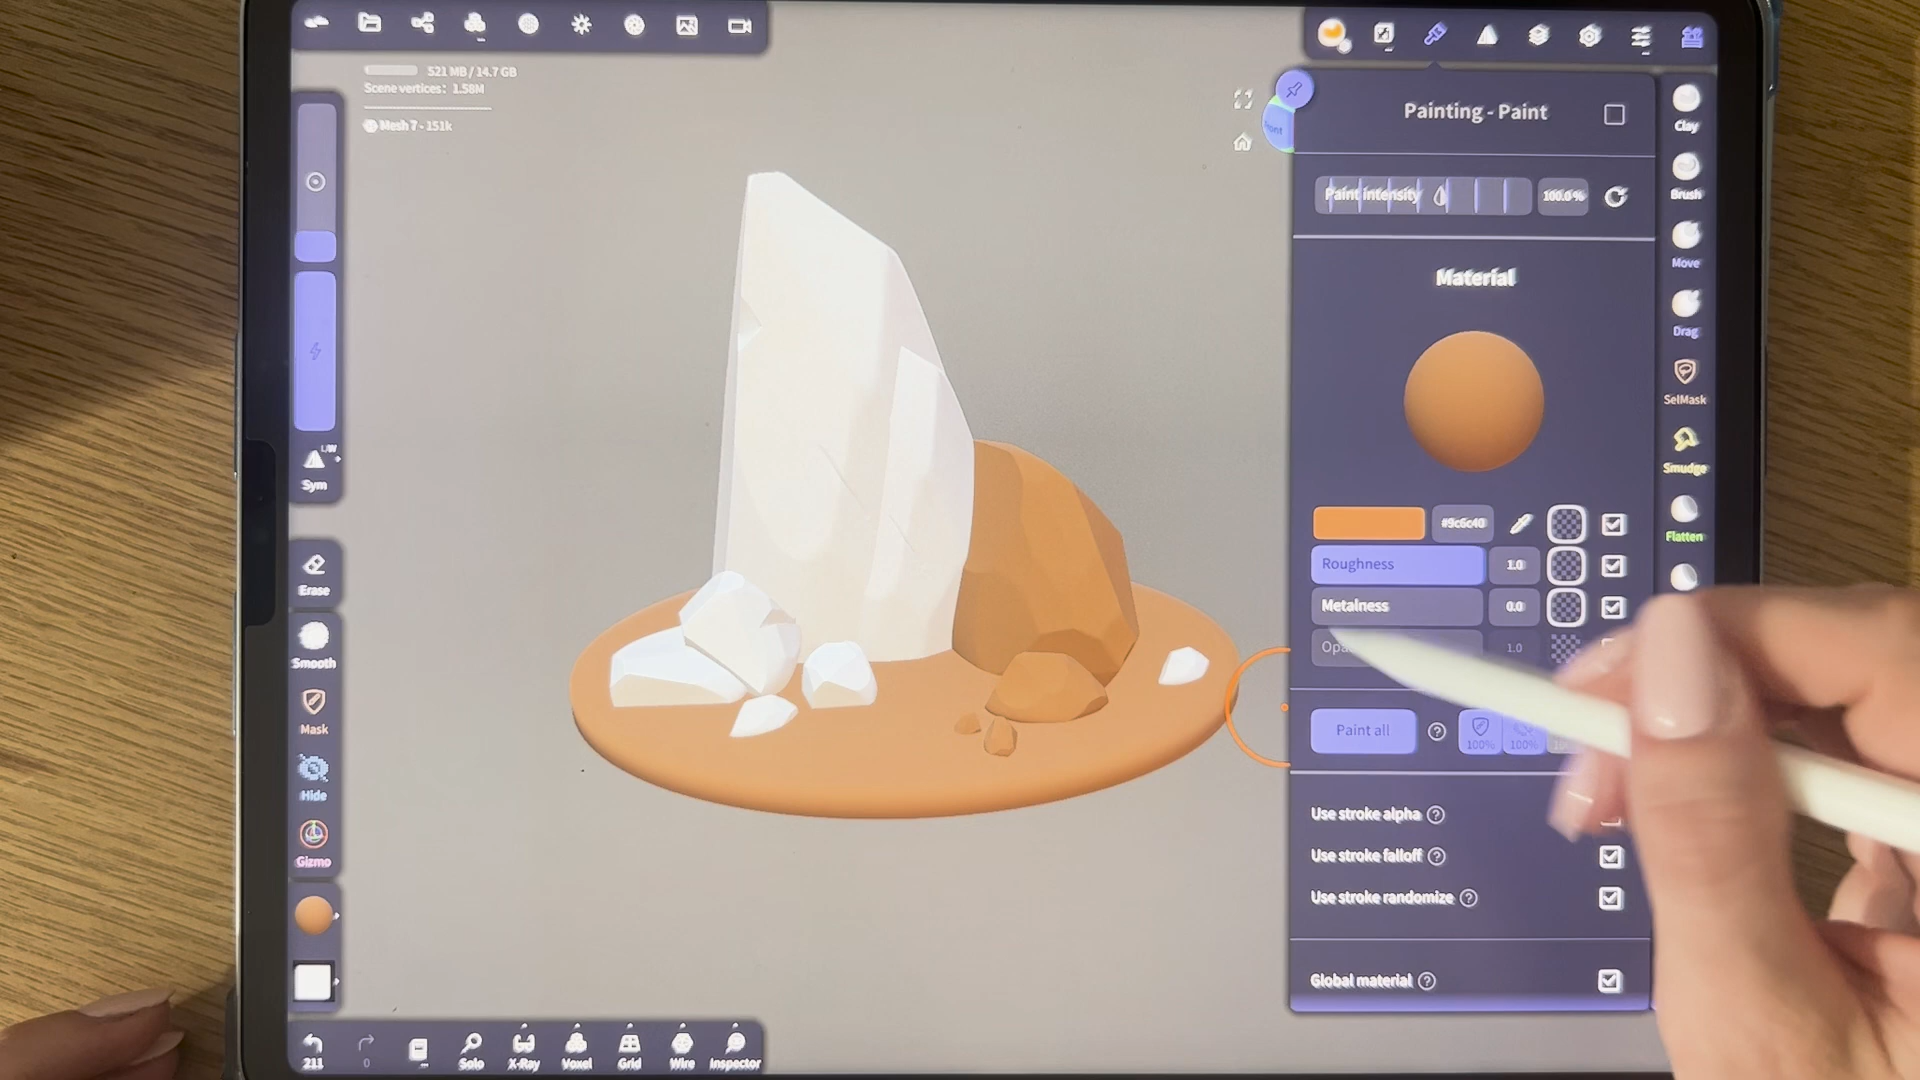 521 MB / 14.7 GB
Scene vertices: 1.58M
Mesh 7 - 151k
Sym
L/W
Erase
Smooth
Mask
Hide
Gizmo
211
0
Solo
X-Ray
Voxel
Grid
Wire
Inspector
Painting - Paint
Paint intensity
100.0%
Material
#9c6c40
Roughness
1.0
Metalness
0.0
1.0
Paint all
100%
100%
Use stroke alpha
Use stroke falloff
Use stroke randomize
Global material
Clay
Brush
Move
Drag
SelMask
Smudge
Flatten